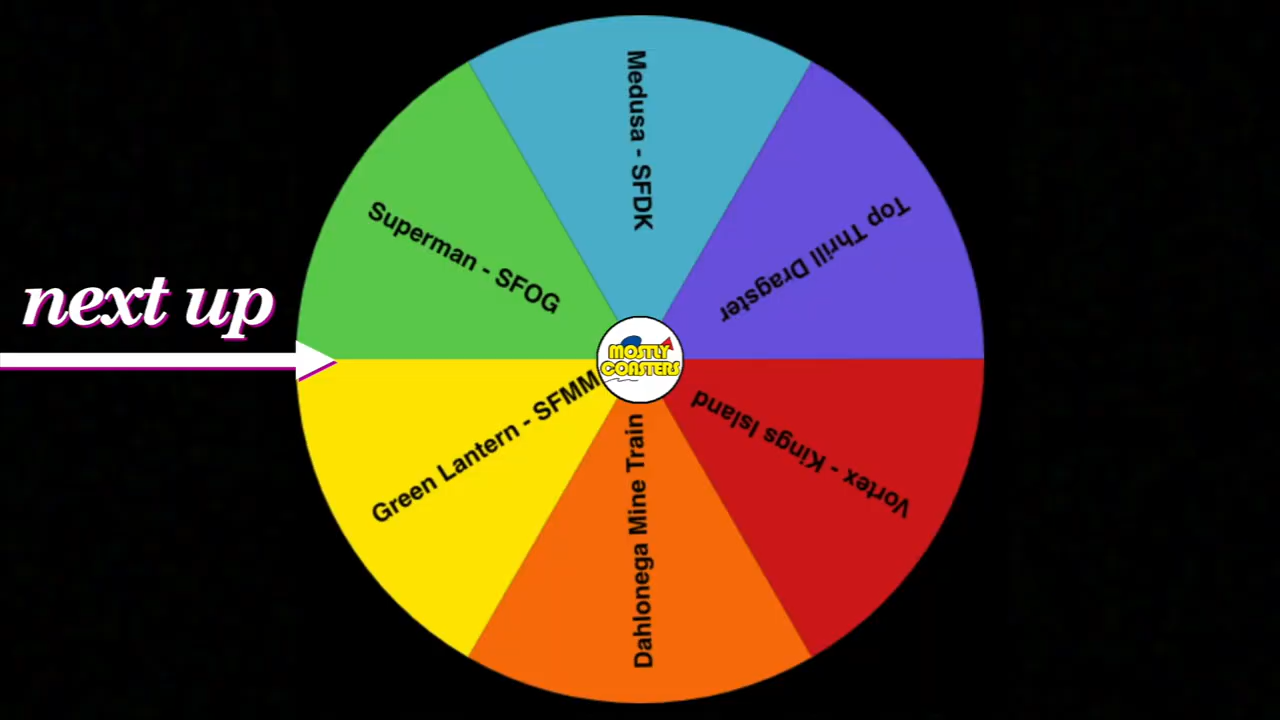 next up
Medusa - SFDK
Top Thrill Dragster
Vortex - Kings Island
Dahlonega Mine Train
Green Lantern - SFMM
Superman - SFOG
MOSTLY
COASTERS